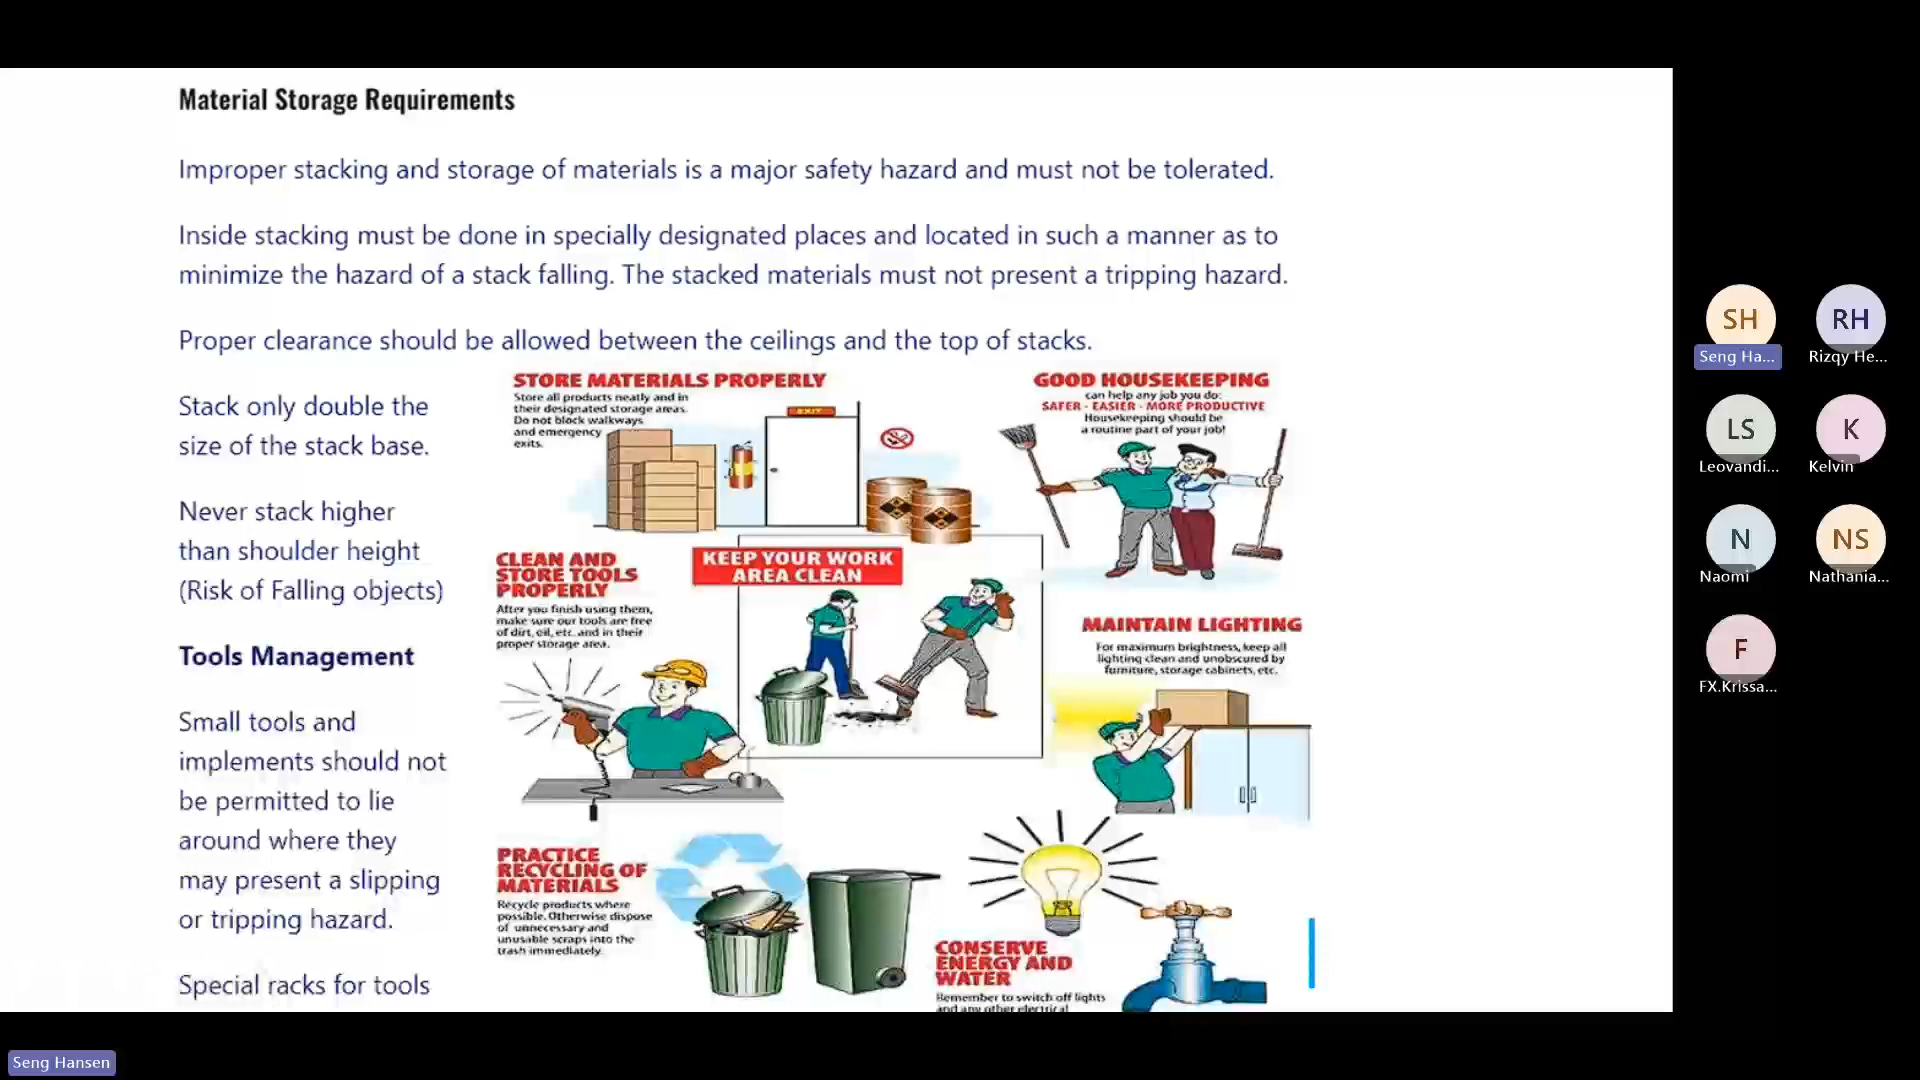 Material Storage Requirements
Improper stacking and storage of materials is a major safety hazard and must not be tolerated.
Inside stacking must be done in specially designated places and located in such a manner as to
minimize the hazard of a stack falling. The stacked materials must not present a tripping hazard.
Proper clearance should be allowed between the ceilings and the top of stacks.
Stack only double the
size of the stack base.
Never stack higher
than shoulder height
(Risk of Falling objects)
Tools Management
Small tools and
implements should not
be permitted to lie
around where they
may present a slipping
or tripping hazard.
Special racks for tools
STORE MATERIALS PROPERLY
Store all products neatly and in
their designated storage areas.
Do not block walkways
and emergency
exits.
EXIT
GOOD HOUSEKEEPING
can help any job you do:
SAFER - EASIER - MORE PRODUCTIVE
Housekeeping should be
a routine part of your job!
CLEAN AND
STORE TOOLS
PROPERLY
After you finish using them,
make sure our tools are free
of dirt, oil, etc. and in their
proper storage area.
KEEP YOUR WORK
AREA CLEAN
MAINTAIN LIGHTING
For maximum brightness, keep all
lighting clean and unobscured by
furniture, storage cabinets, etc.
PRACTICE
RECYCLING OF
MATERIALS
Recycle products where
possible. Otherwise dispose
of unnecessary and
unusable scraps into the
trash immediately.
CONSERVE
ENERGY AND
WATER
Remember to switch off lights
and any other electrical
SH
Seng Ha...
RH
Rizqy He...
LS
Leovandi...
K
Kelvin
N
Naomi
NS
Nathania...
F
FX.Krissa...
Seng Hansen